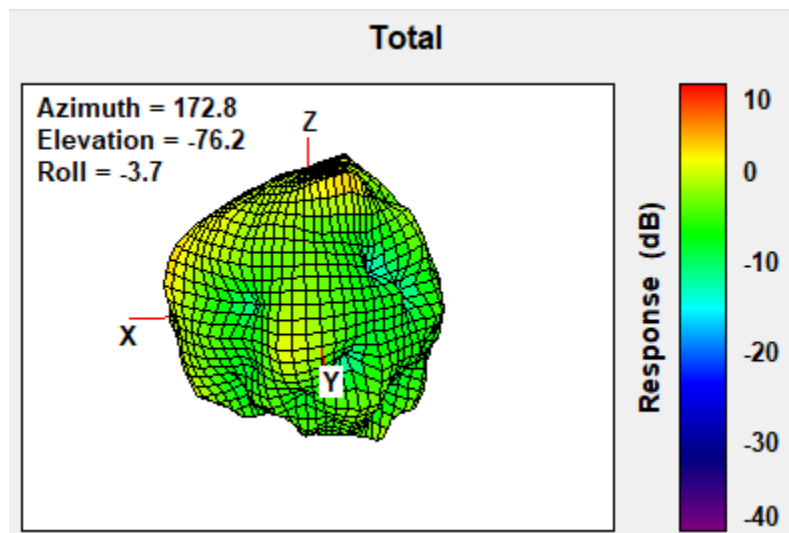 Total
Azimuth = 172.8
Elevation = -76.2
Roll = -3.7
Z
X
Y
Response (dB)
10
0
-10
-20
-30
-40